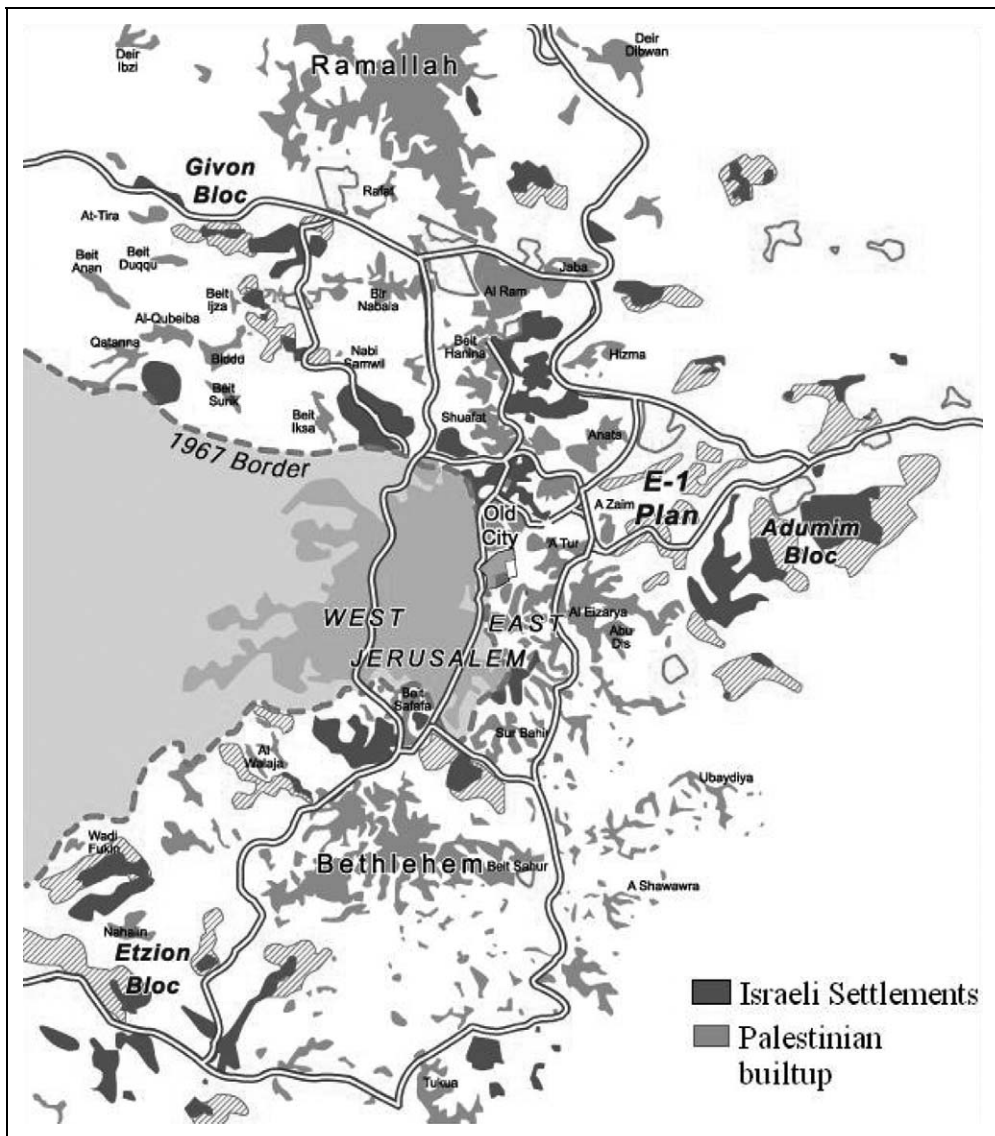 Deir
Ibzi
Deir
Dibwan
Ramallah
Givon
Bloc
Rafat
At-Tira
Beit
Anan
Beit
Duqqu
Jaba
Beit
Ijza
Bir
Nabala
Al Ram
Al-Qubeiba
Qatanna
Biddu
Nabi
Samwil
Beit
Hanina
Hizma
Beit
Surik
Beit
Iksa
Shuafat
Anata
1967 Border
E-1
Plan
A Zaim
Old
City
Adumim
Bloc
A Tur
WEST
EAST
JERUSALEM
Al Eizarya
Abu
Dis
Beit
Safafa
Sur Bahir
Al
Walaja
Ubaydiya
Wadi
Fukin
Bethlehem
Beit Sahur
A Shawawra
Nahalin
Etzion
Bloc
Tukua
Israeli Settlements
Palestinian
builtup